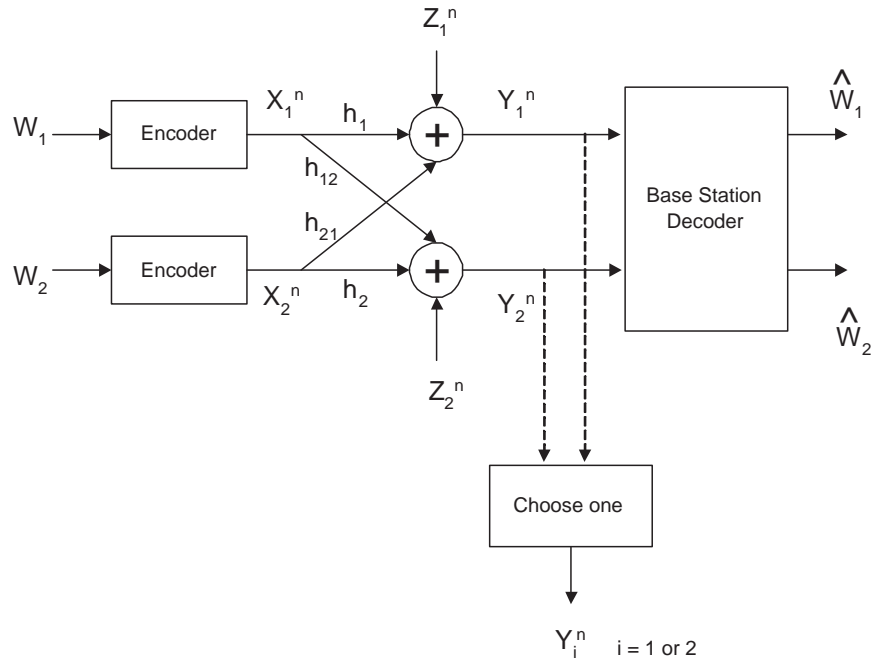 Z₁ⁿ
X₁ⁿ
h₁
Y₁ⁿ
Ŵ₁
W₁
Encoder
h₁₂
Base Station
Decoder
h₂₁
W₂
Encoder
X₂ⁿ
h₂
Y₂ⁿ
Ŵ₂
Z₂ⁿ
Choose one
Yᵢⁿ i = 1 or 2